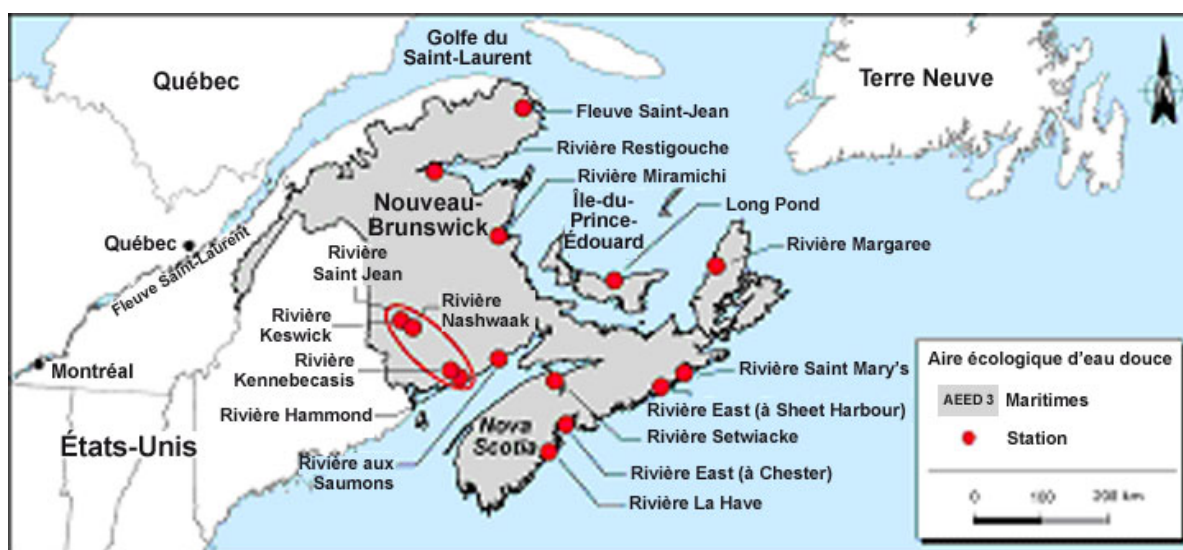 Golfe du
Saint-Laurent
Québec
Terre Neuve
Fleuve Saint-Jean
Rivière Restigouche
Rivière Miramichi
Nouveau-
Brunswick
Île-du-
Prince-
Édouard
Long Pond
Québec
Rivière Margaree
Fleuve Saint-Laurent
Rivière
Saint Jean
Rivière
Nashwaak
Rivière
Keswick
Montréal
Rivière
Kennebecasis
Rivière Saint Mary's
Rivière Hammond
Rivière East (à Sheet Harbour)
États-Unis
Nova
Scotia
Rivière Setwiacke
Rivière aux
Saumons
Rivière East (à Chester)
Rivière La Have
Aire écologique d'eau douce
AEED 3 Maritimes
Station
0 100 200 km